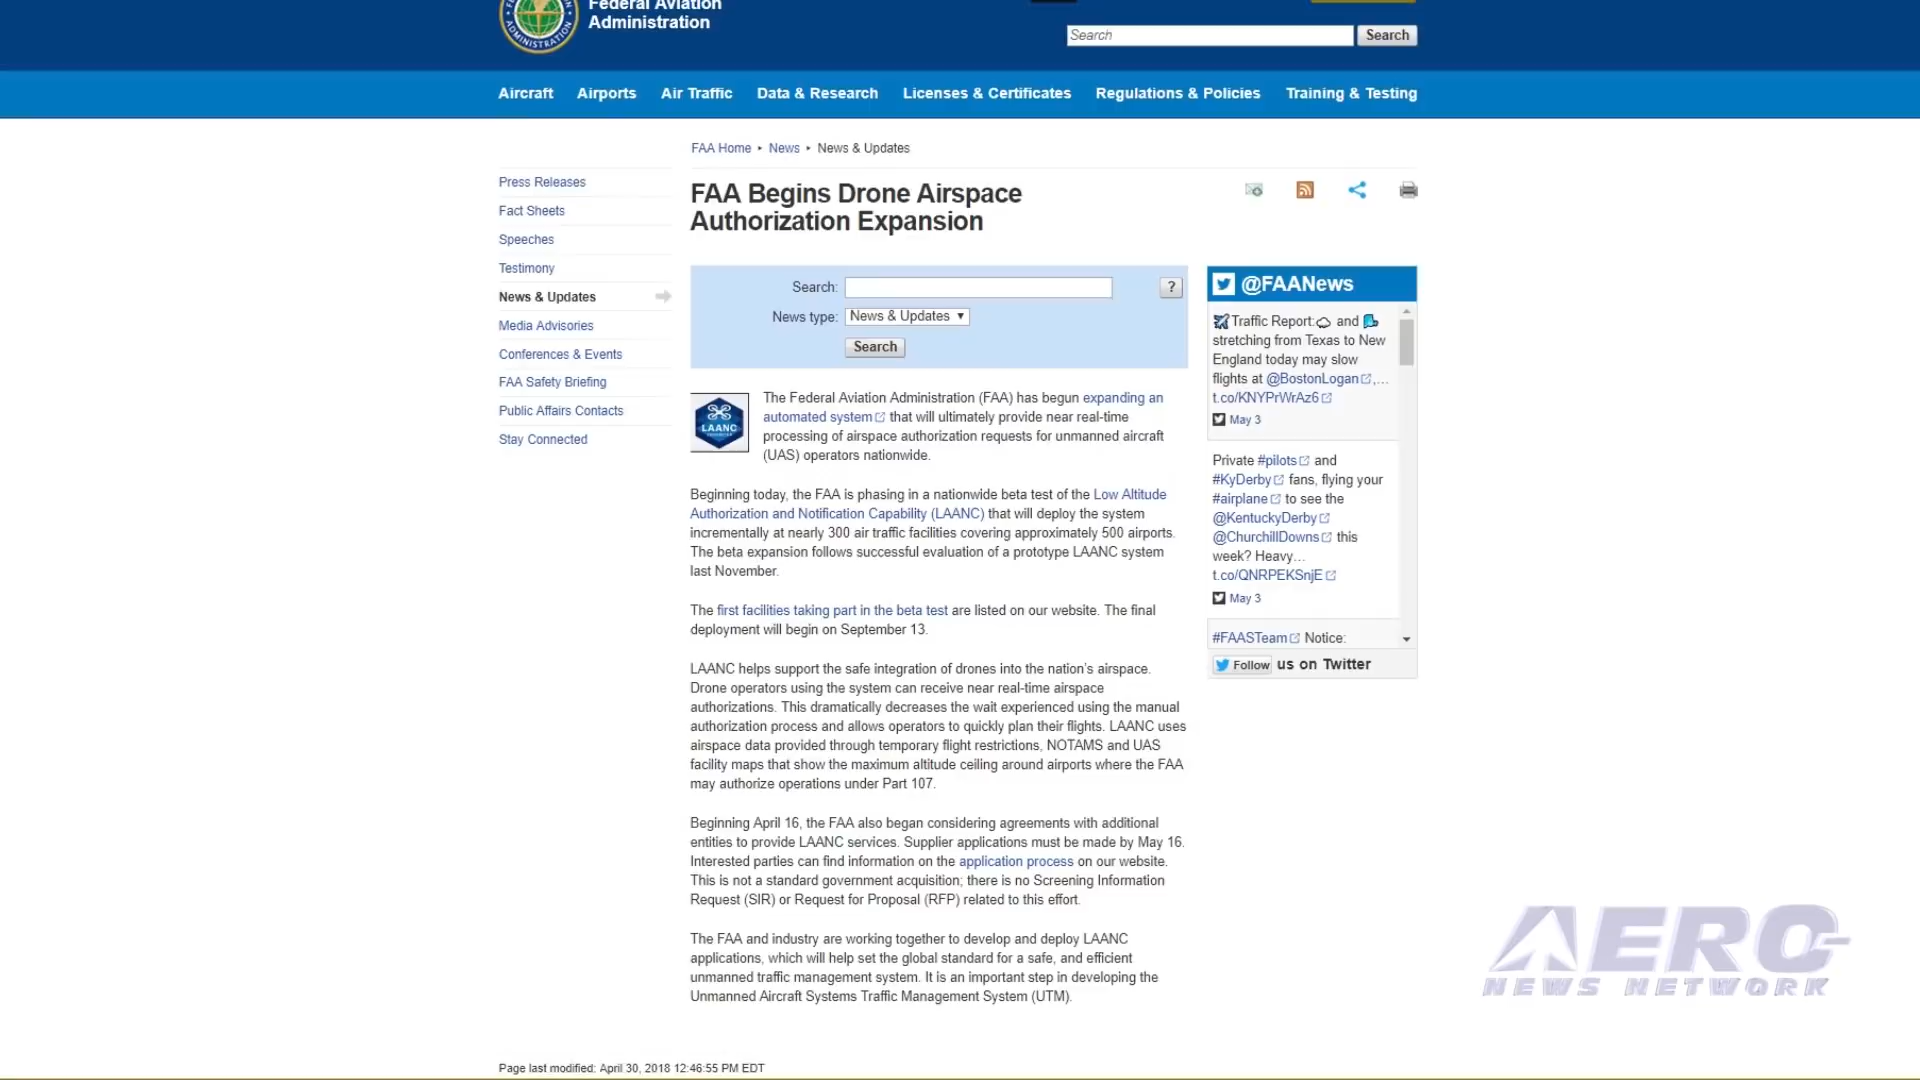 Federal Aviation
Administration
ADMINISTRATION
Search
Search
Aircraft
Airports
Air Traffic
Data & Research
Licenses & Certificates
Regulations & Policies
Training & Testing
FAA Home ▸ News ▸ News & Updates
Press Releases
Fact Sheets
Speeches
Testimony
News & Updates
Media Advisories
Conferences & Events
FAA Safety Briefing
Public Affairs Contacts
Stay Connected
FAA Begins Drone Airspace
Authorization Expansion
Search:
?
News type: News & Updates
Search
LAANC
The Federal Aviation Administration (FAA) has begun expanding an
automated system that will ultimately provide near real-time
processing of airspace authorization requests for unmanned aircraft
(UAS) operators nationwide.
Beginning today, the FAA is phasing in a nationwide beta test of the Low Altitude
Authorization and Notification Capability (LAANC) that will deploy the system
incrementally at nearly 300 air traffic facilities covering approximately 500 airports.
The beta expansion follows successful evaluation of a prototype LAANC system
last November.
The first facilities taking part in the beta test are listed on our website. The final
deployment will begin on September 13.
LAANC helps support the safe integration of drones into the nation's airspace.
Drone operators using the system can receive near real-time airspace
authorizations. This dramatically decreases the wait experienced using the manual
authorization process and allows operators to quickly plan their flights. LAANC uses
airspace data provided through temporary flight restrictions, NOTAMS and UAS
facility maps that show the maximum altitude ceiling around airports where the FAA
may authorize operations under Part 107.
Beginning April 16, the FAA also began considering agreements with additional
entities to provide LAANC services. Supplier applications must be made by May 16.
Interested parties can find information on the application process on our website.
This is not a standard government acquisition; there is no Screening Information
Request (SIR) or Request for Proposal (RFP) related to this effort.
The FAA and industry are working together to develop and deploy LAANC
applications, which will help set the global standard for a safe, and efficient
unmanned traffic management system. It is an important step in developing the
Unmanned Aircraft Systems Traffic Management System (UTM).
@FAANews
Traffic Report: and
stretching from Texas to New
England today may slow
flights at @BostonLogan,…
t.co/KNYPrWrAz6
May 3
Private #pilots and
#KyDerby fans, flying your
#airplane to see the
@KentuckyDerby
@ChurchillDowns this
week? Heavy…
t.co/QNRPEKSnjE
May 3
#FAASTeam Notice:
Follow us on Twitter
AERO
NEWS NETWORK
Page last modified: April 30, 2018 12:46:55 PM EDT